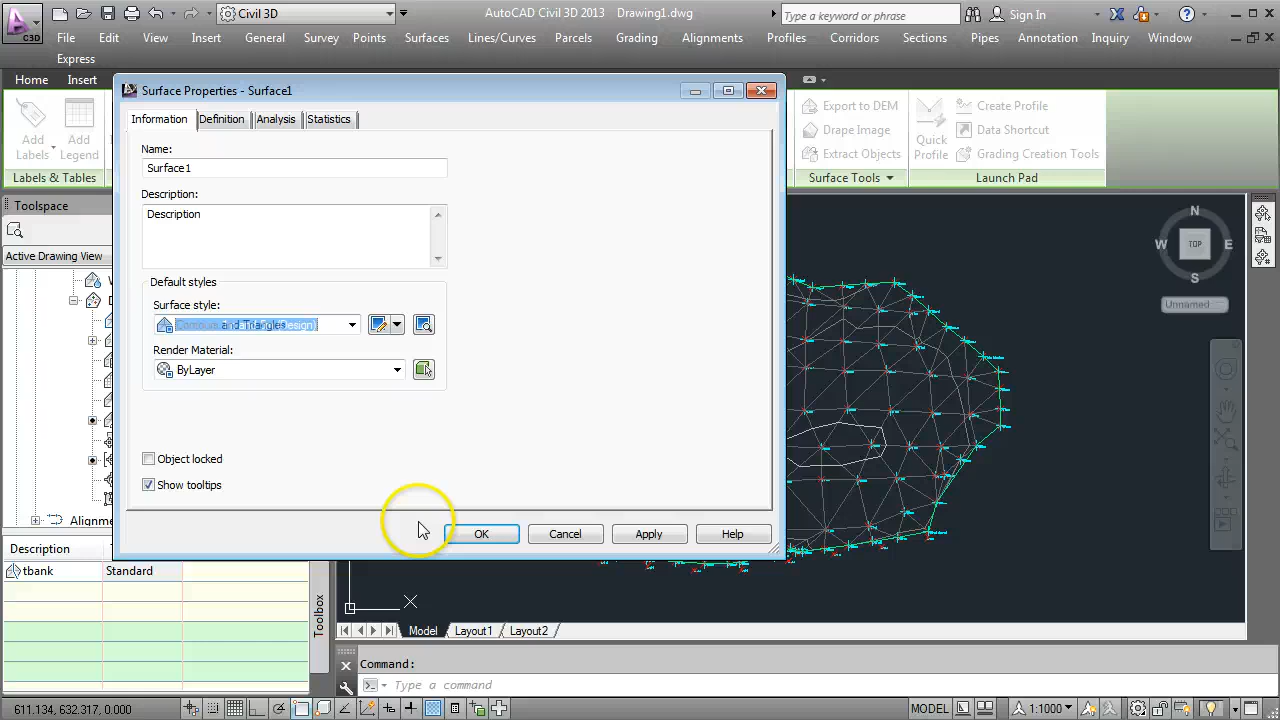 Civil 3D
AutoCAD Civil 3D 2013 Drawing1.dwg
Type a keyword or phrase
Sign In
C3D
File Edit View Insert General Survey Points Surfaces Lines/Curves Parcels Grading Alignments Profiles Corridors Sections Pipes Annotation Inquiry Window
Express
Home Insert
Surface Properties - Surface1
Add Labels
Add Legend
Labels & Tables
Export to DEM
Drape Image
Extract Objects
Surface Tools
Quick Profile
Create Profile
Data Shortcut
Grading Creation Tools
Launch Pad
Information Definition Analysis Statistics
Name:
Surface1
Description:
Description
Default styles
Surface style:
and Triangles
Render Material:
ByLayer
Object locked
Show tooltips
OK Cancel Apply Help
Toolspace
Active Drawing View
Alignme
Description
tbank Standard
Toolbox
N
W TOP E
S
Unnamed
Model Layout1 Layout2
Command:
Type a command
611.134, 632.317, 0.000
MODEL
1:1000